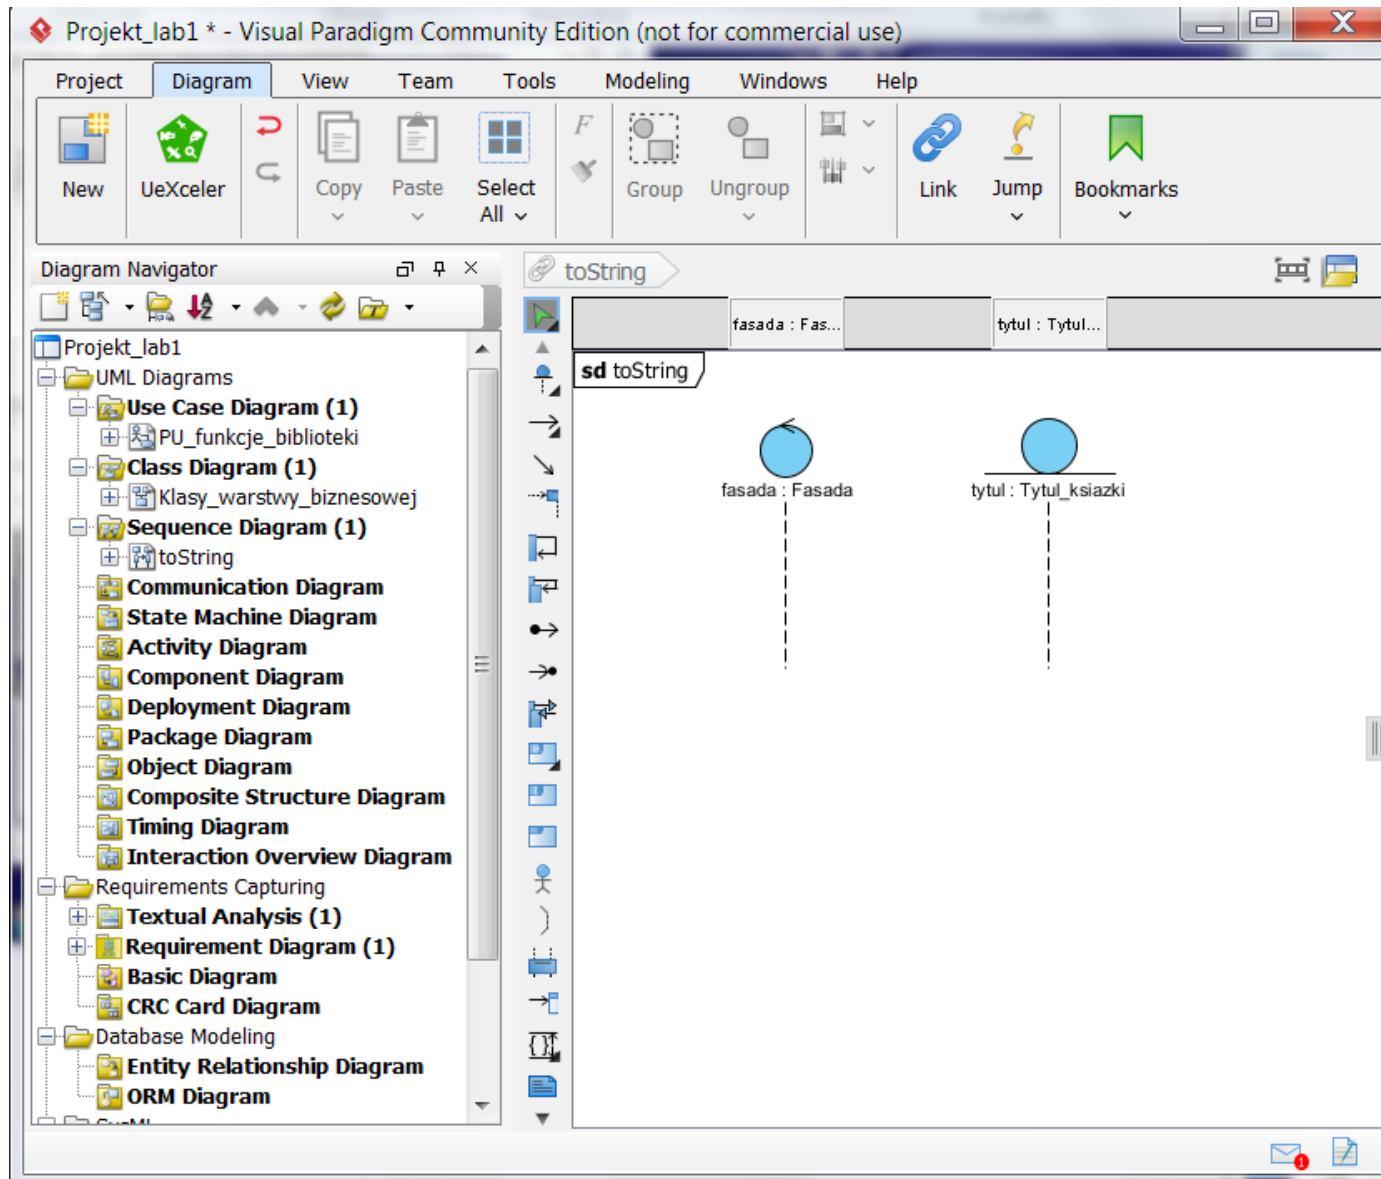 Projekt_lab1 * - Visual Paradigm Community Edition (not for commercial use)
Project Diagram View Team Tools Modeling Windows Help
New
UeXceler
Copy
Paste
Select
All
F
Group
Ungroup
Link
Jump
Bookmarks
Diagram Navigator
toString
Projekt_lab1
UML Diagrams
Use Case Diagram (1)
PU_funkcje_biblioteki
Class Diagram (1)
Klasy_warstwy_biznesowej
Sequence Diagram (1)
toString
Communication Diagram
State Machine Diagram
Activity Diagram
Component Diagram
Deployment Diagram
Package Diagram
Object Diagram
Composite Structure Diagram
Timing Diagram
Interaction Overview Diagram
Requirements Capturing
Textual Analysis (1)
Requirement Diagram (1)
Basic Diagram
CRC Card Diagram
Database Modeling
Entity Relationship Diagram
ORM Diagram
fasada : Fas...
tytul : Tytul...
sd toString
fasada : Fasada
tytul : Tytul_ksiazki
1